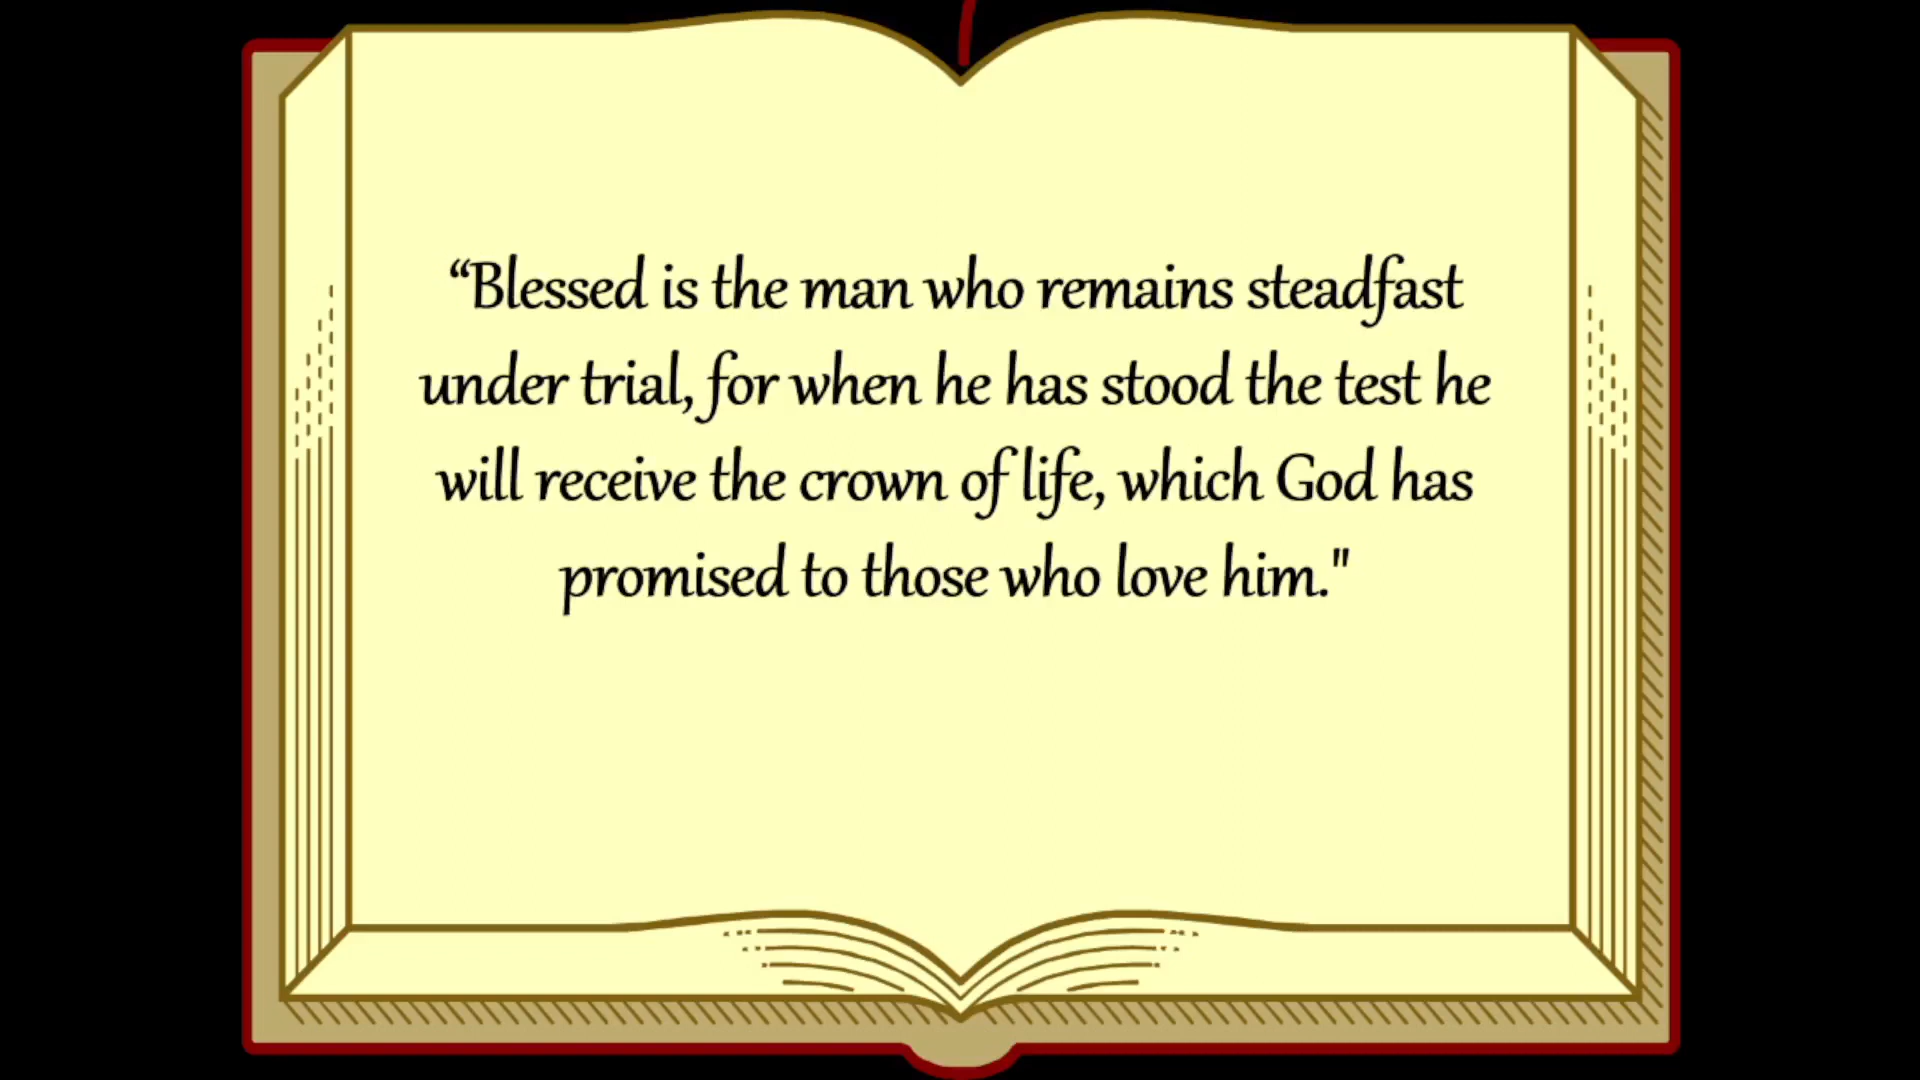 “Blessed is the man who remains steadfast
under trial, for when he has stood the test he
will receive the crown of life, which God has
promised to those who love him."